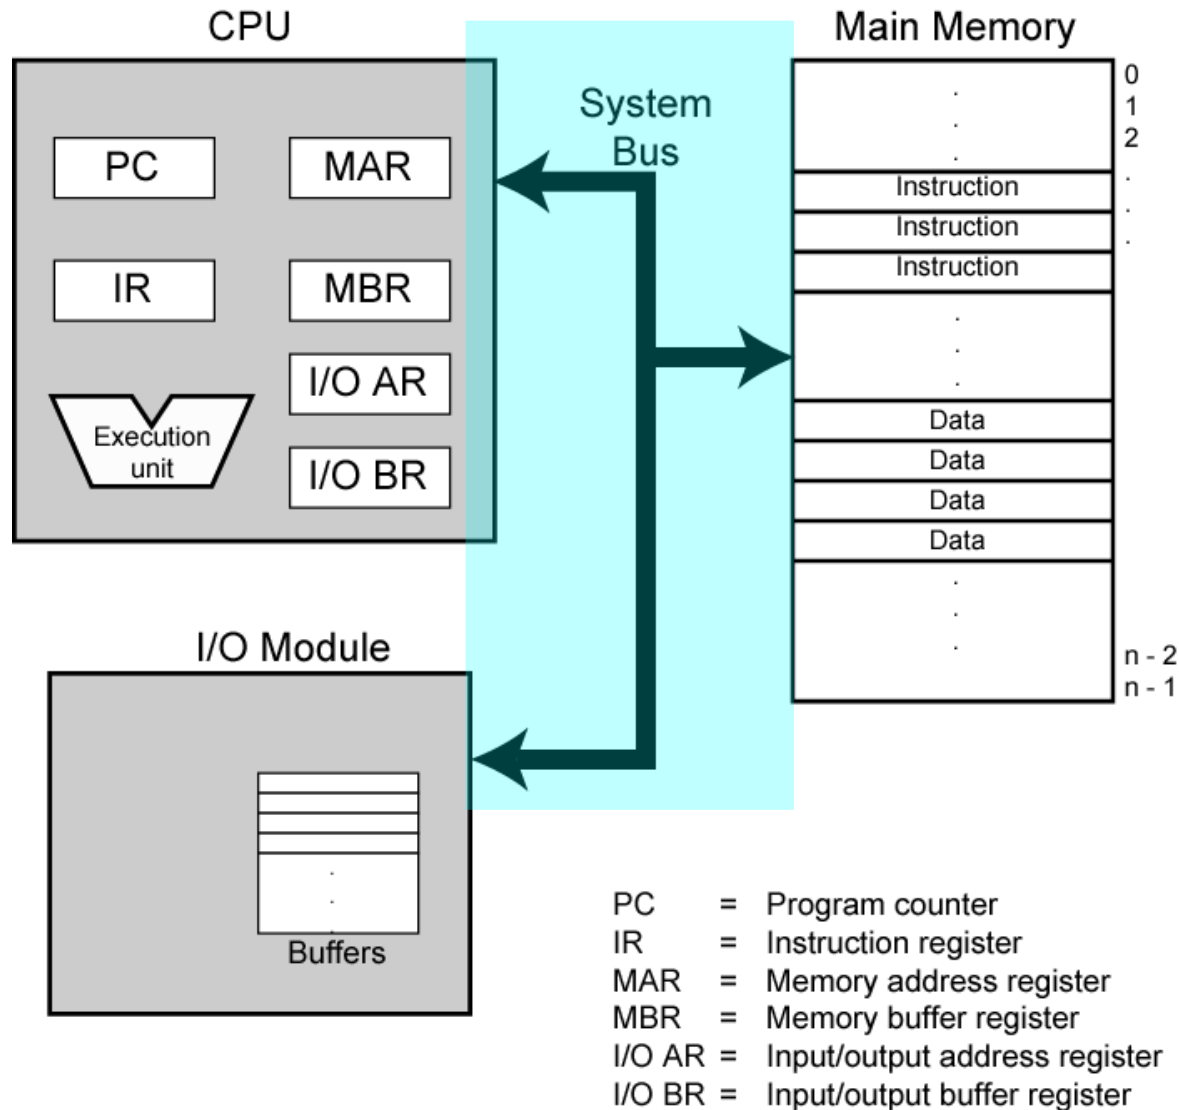 CPU
System
Bus
Main Memory
PC
MAR
IR
MBR
I/O AR
I/O BR
Execution
unit
0
1
2
.
.
.
.
.
.
Instruction
Instruction
Instruction
.
.
.
Data
Data
Data
Data
.
.
.
n - 2
n - 1
I/O Module
.
.
.
Buffers
PC = Program counter
IR = Instruction register
MAR = Memory address register
MBR = Memory buffer register
I/O AR = Input/output address register
I/O BR = Input/output buffer register